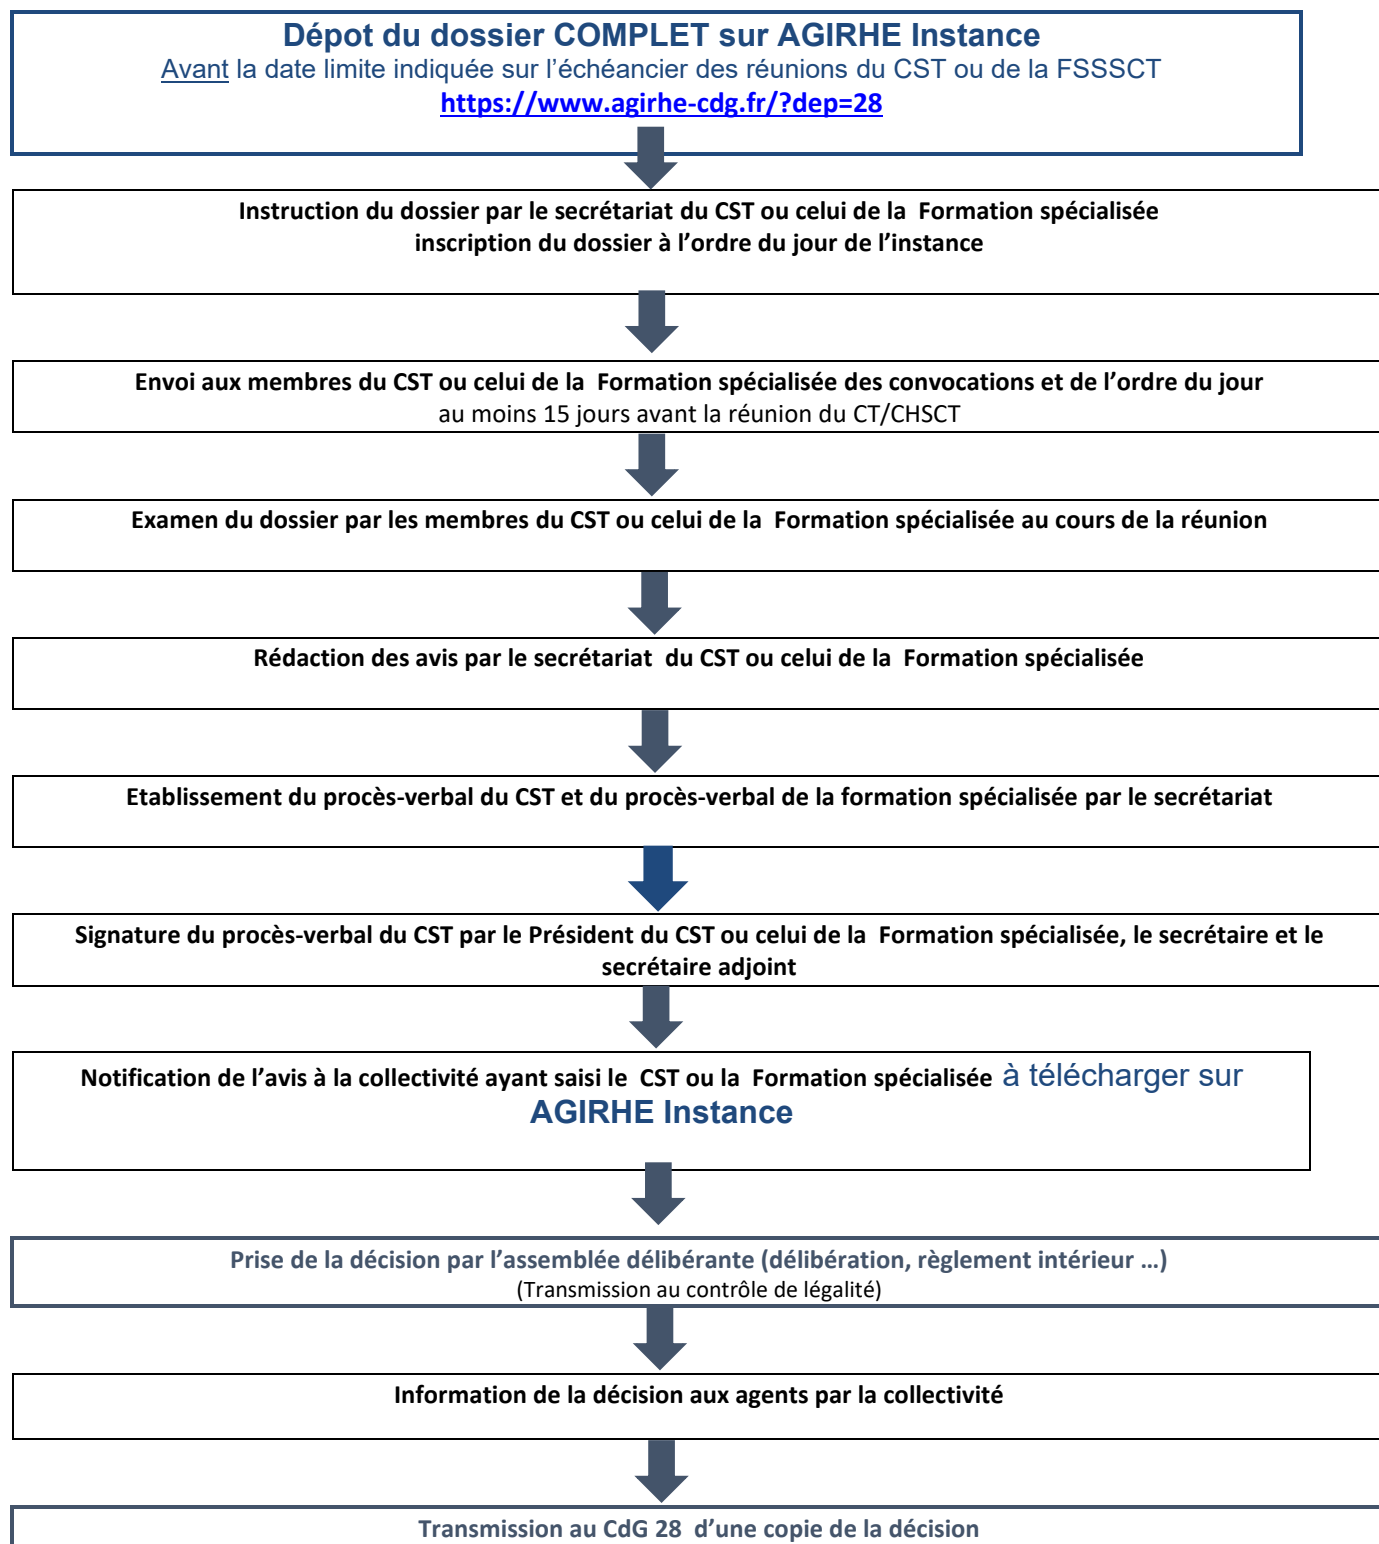 Dépot du dossier COMPLET sur AGIRHE Instance
Avant la date limite indiquée sur l'échéancier des réunions du CST ou de la FSSSCT
https://www.agirhe-cdg.fr/?dep=28
Instruction du dossier par le secrétariat du CST ou celui de la Formation spécialisée
inscription du dossier à l'ordre du jour de l'instance
Envoi aux membres du CST ou celui de la Formation spécialisée des convocations et de l'ordre du jour
au moins 15 jours avant la réunion du CT/CHSCT
Examen du dossier par les membres du CST ou celui de la Formation spécialisée au cours de la réunion
Rédaction des avis par le secrétariat du CST ou celui de la Formation spécialisée
Etablissement du procès-verbal du CST et du procès-verbal de la formation spécialisée par le secrétariat
Signature du procès-verbal du CST par le Président du CST ou celui de la Formation spécialisée, le secrétaire et le
secrétaire adjoint
Notification de l'avis à la collectivité ayant saisi le CST ou la Formation spécialisée à télécharger sur
AGIRHE Instance
Prise de la décision par l'assemblée délibérante (délibération, règlement intérieur …)
(Transmission au contrôle de légalité)
Information de la décision aux agents par la collectivité
Transmission au CdG 28 d'une copie de la décision